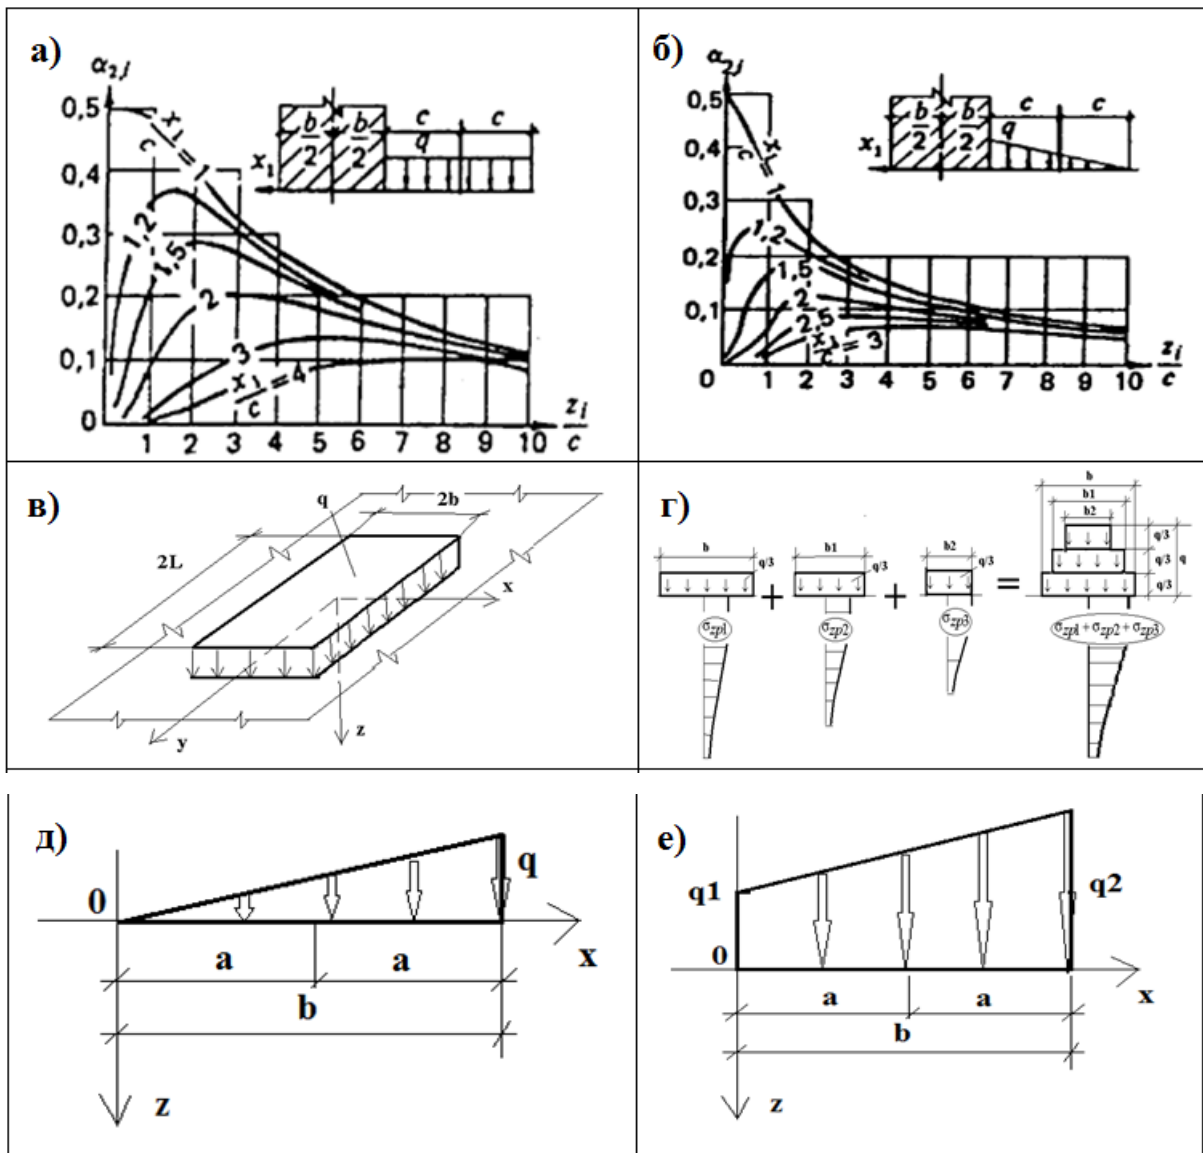 а)
α2,i
0,5
0,4
0,3
0,2
0,1
0
x1/c = 1
1,2
1,5
2
3
x1/c = 4
1 2 3 4 5 6 7 8 9 10
zi/c
b/2 b/2
c c
q
x1
б)
α2,i
0,5
0,4
0,3
0,2
0,1
0
x1/c = 1
1,2
1,5
2
2,5
x1/c = 3
1 2 3 4 5 6 7 8 9 10
zi/c
b/2 b/2
c c
q
x1
в)
q
2b
2L
x
y
z
г)
b
b1
b2
q/3
q/3
q/3
q
b
q/3
+
b1
q/3
+
b2
q/3
=
σzp1
σzp2
σzp3
σzp1 + σzp2 + σzp3
д)
q
0
x
a a
b
z
е)
q1
q2
0
x
a a
b
z